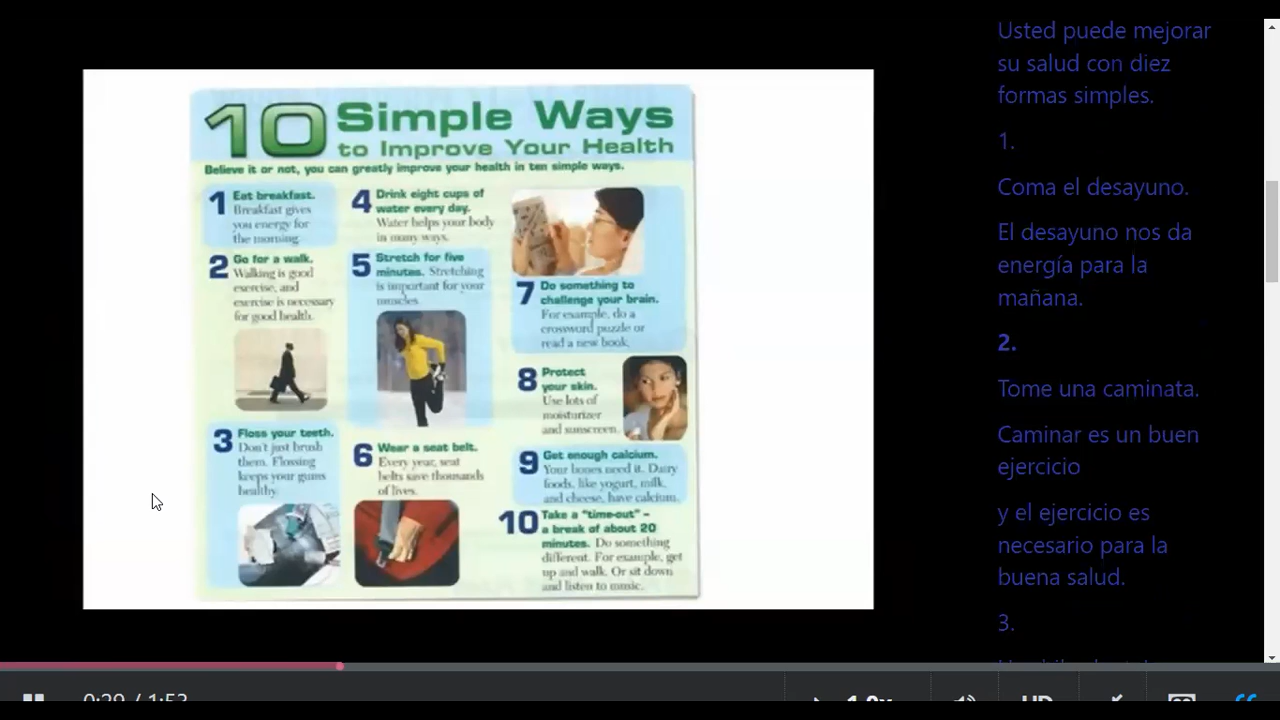 10 Simple Ways
to Improve Your Health
Believe it or not, you can greatly improve your health in ten simple ways.
1 Eat breakfast.
Breakfast gives
you energy for
the morning.
2 Go for a walk.
Walking is good
exercise, and
exercise is necessary
for good health.
3 Floss your teeth.
Don't just brush
them. Flossing
keeps your gums
healthy.
4 Drink eight cups of
water every day.
Water helps your body
in many ways.
5 Stretch for five
minutes. Stretching
is important for your
muscles.
6 Wear a seat belt.
Every year, seat
belts save thousands
of lives.
7 Do something to
challenge your brain.
For example, do a
crossword puzzle or
read a new book.
8 Protect
your skin.
Use lots of
moisturizer
and sunscreen.
9 Get enough calcium.
Your bones need it. Dairy
foods, like yogurt, milk,
and cheese, have calcium.
10 Take a "time-out" –
a break of about 20
minutes. Do something
different. For example, get
up and walk. Or sit down
and listen to music.
Usted puede mejorar
su salud con diez
formas simples.
1.
Coma el desayuno.
El desayuno nos da
energía para la
mañana.
2.
Tome una caminata.
Caminar es un buen
ejercicio
y el ejercicio es
necesario para la
buena salud.
3.
0:29 / 1:53
1.0x
HD